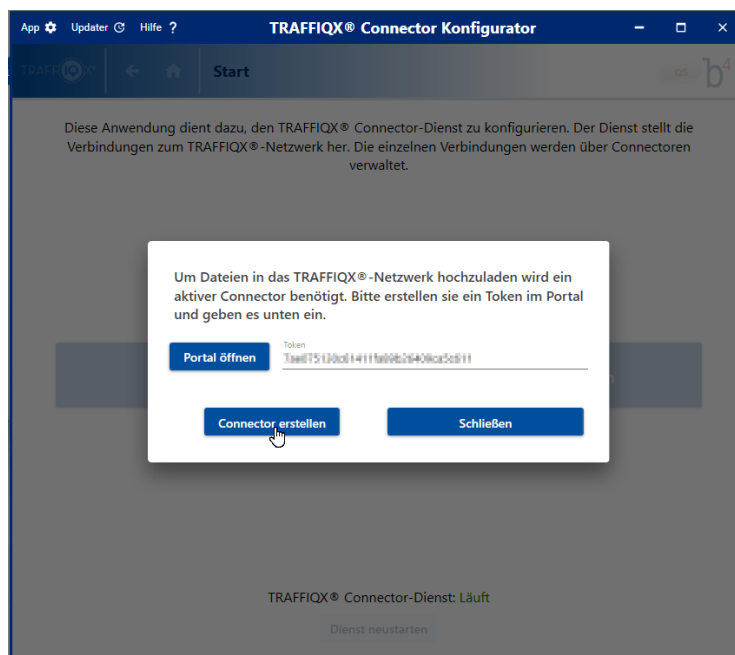 App Updater Hilfe ? TRAFFIQX® Connector Konfigurator
TRAFFIQX® Start b4
Diese Anwendung dient dazu, den TRAFFIQX® Connector-Dienst zu konfigurieren. Der Dienst stellt die
Verbindungen zum TRAFFIQX®-Netzwerk her. Die einzelnen Verbindungen werden über Connectoren
verwaltet.
Um Dateien in das TRAFFIQX®-Netzwerk hochzuladen wird ein
aktiver Connector benötigt. Bitte erstellen sie ein Token im Portal
und geben es unten ein.
Portal öffnen
Token
Connector erstellen Schließen
TRAFFIQX® Connector-Dienst: Läuft
Dienst neustarten